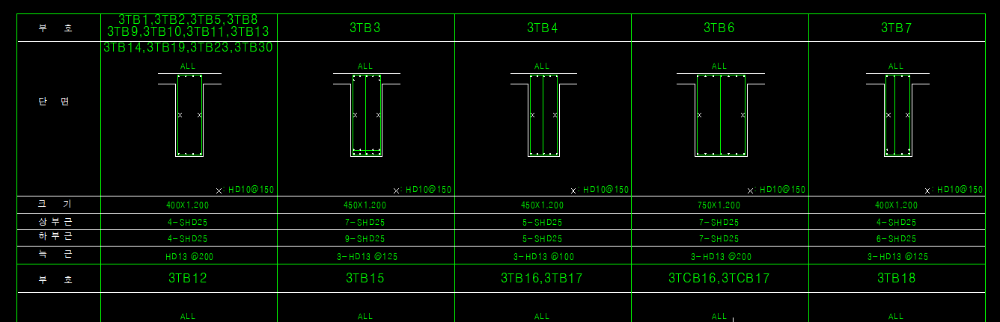 부 호
3TB1,3TB2,3TB5,3TB8
3TB9,3TB10,3TB11,3TB13
3TB14,3TB19,3TB23,3TB30
3TB3
3TB4
3TB6
3TB7
단 면
ALL
ALL
ALL
ALL
ALL
X : HD10@150
X : HD10@150
X : HD10@150
X : HD10@150
X : HD10@150
크 기
400X1,200
450X1,200
450X1,200
750X1,200
400X1,200
상 부 근
4-SHD25
7-SHD25
5-SHD25
7-SHD25
4-SHD25
하 부 근
4-SHD25
9-SHD25
5-SHD25
7-SHD25
6-SHD25
늑 근
HD13 @200
3-HD13 @125
3-HD13 @100
3-HD13 @200
3-HD13 @125
부 호
3TB12
3TB15
3TB16,3TB17
3TCB16,3TCB17
3TB18
ALL
ALL
ALL
ALL
ALL